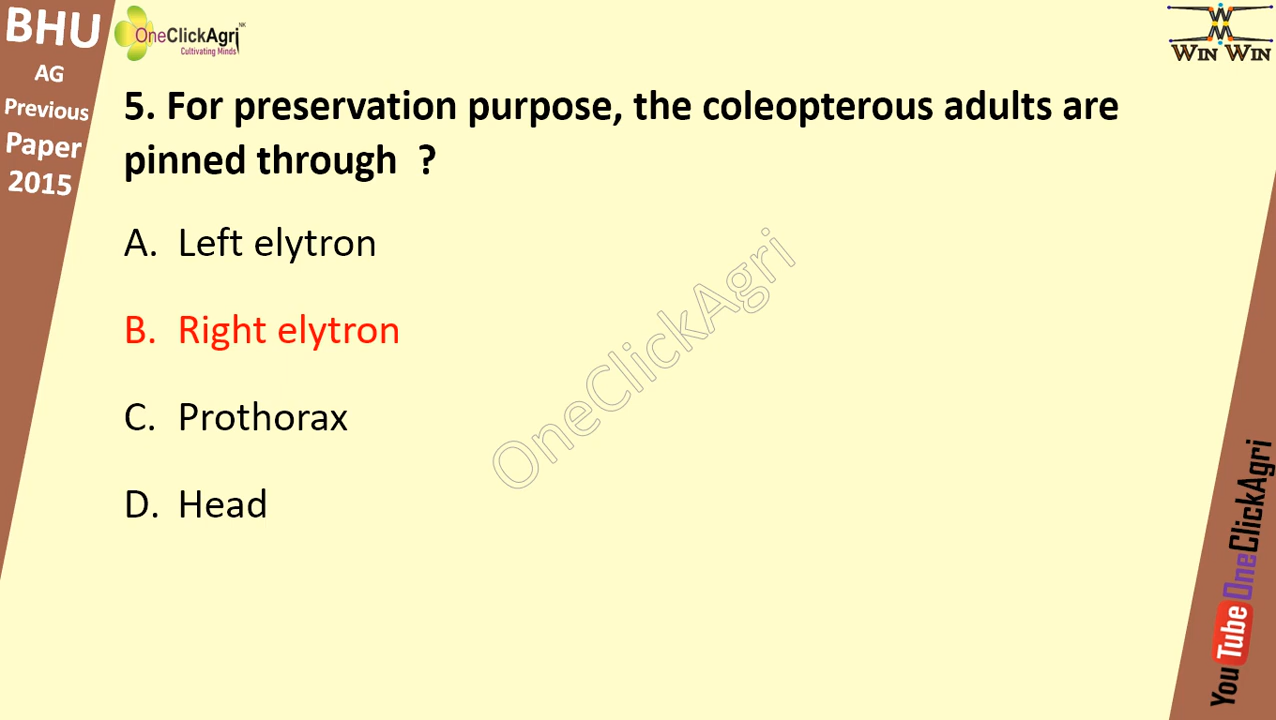 BHU
AG
Previous
Paper
2015
OneClickAgri NK
Cultivating Minds
WIN WIN
5. For preservation purpose, the coleopterous adults are
pinned through ?
A. Left elytron
B. Right elytron
C. Prothorax
D. Head
OneClickAgri
YouTube OneClickAgri